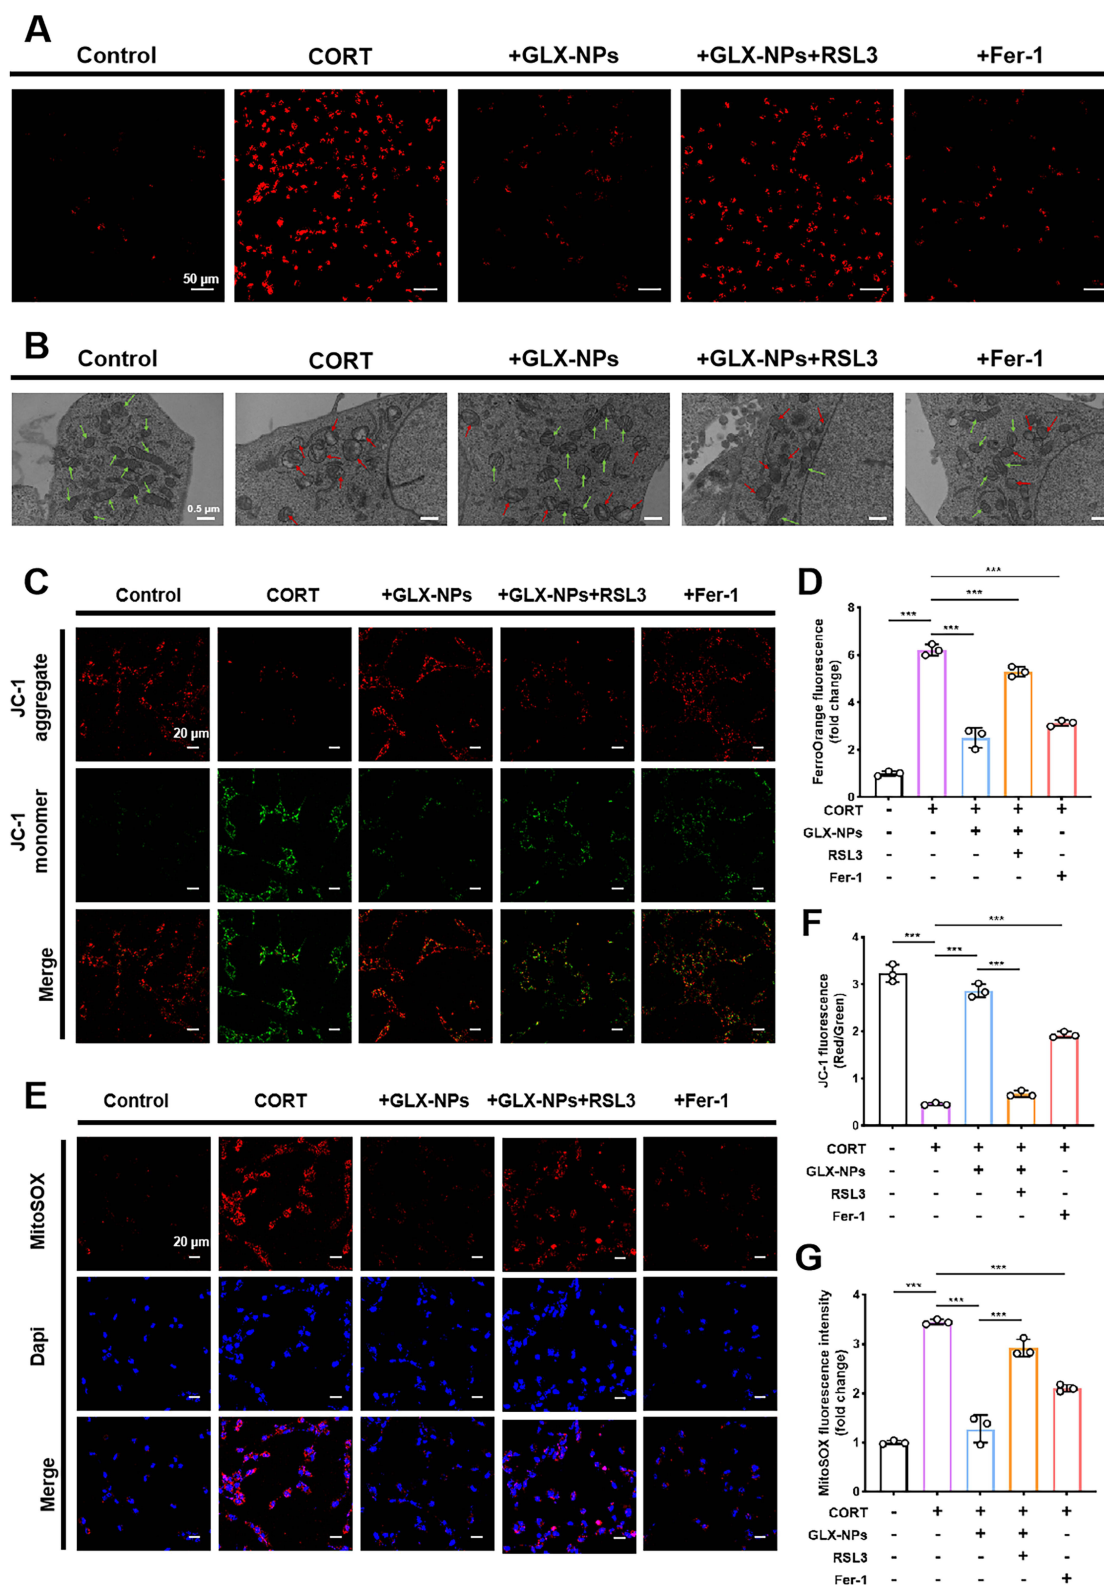 A
Control CORT +GLX-NPs +GLX-NPs+RSL3 +Fer-1
50 µm
B
Control CORT +GLX-NPs +GLX-NPs+RSL3 +Fer-1
0.5 µm
C
Control CORT +GLX-NPs +GLX-NPs+RSL3 +Fer-1
JC-1 aggregate
20 µm
JC-1 monomer
Merge
D
FerroOrange fluorescence
(fold change)
8
6
4
2
0
*** *** *** ***
CORT - + + + +
GLX-NPs - - + + -
RSL3 - - - + -
Fer-1 - - - - +
E
Control CORT +GLX-NPs +GLX-NPs+RSL3 +Fer-1
MitoSOX
20 µm
Dapi
Merge
F
JC-1 fluorescence
(Red/Green)
4
3
2
1
0
*** *** *** ***
CORT - + + + +
GLX-NPs - - + + -
RSL3 - - - + -
Fer-1 - - - - +
G
MitoSOX fluorescence intensity
(fold change)
4
3
2
1
0
*** *** *** ***
CORT - + + + +
GLX-NPs - - + + -
RSL3 - - - + -
Fer-1 - - - - +